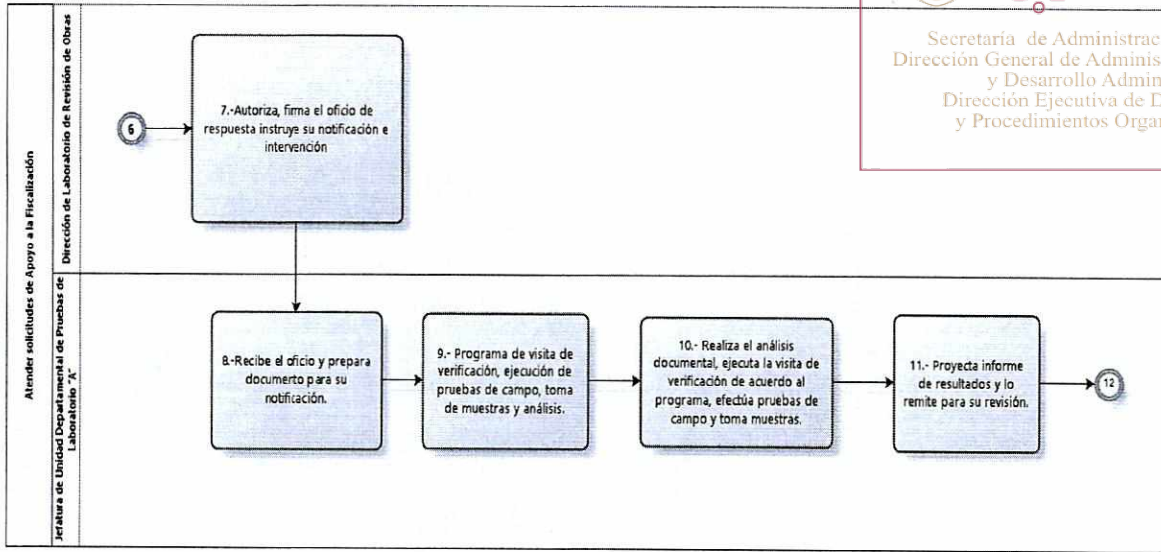 Secretaría de Administrac
Dirección General de Adminis
y Desarrollo Admin
Dirección Ejecutiva de D
y Procedimientos Organ
Atender solicitudes de Apoyo a la Fiscalización
Dirección de Laboratorio de Revisión de Obras
6
7.-Autoriza, firma el oficio de
respuesta instruye su notificación e
intervención
Jefatura de Unidad Departamental de Pruebas de
Laboratorio "A"
8.-Recibe el oficio y prepara
documento para su
notificación.
9.- Programa de visita de
verificación, ejecución de
pruebas de campo, toma
de muestras y análisis.
10.- Realiza el análisis
documental, ejecuta la visita de
verificación de acuerdo al
programa, efectúa pruebas de
campo y toma muestras.
11.- Proyecta informe
de resultados y lo
remite para su revisión.
12